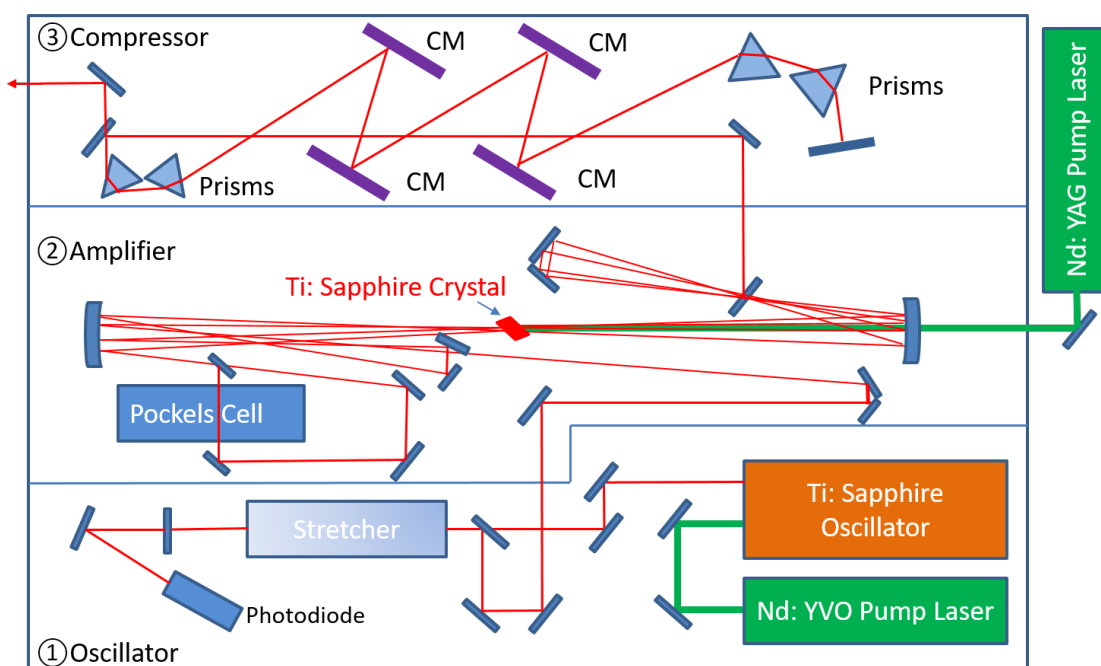 ③Compressor
CM
CM
Prisms
CM
CM
Prisms
Nd: YAG Pump Laser
②Amplifier
Ti: Sapphire Crystal
Pockels Cell
Stretcher
Ti: Sapphire
Oscillator
Photodiode
Nd: YVO Pump Laser
①Oscillator